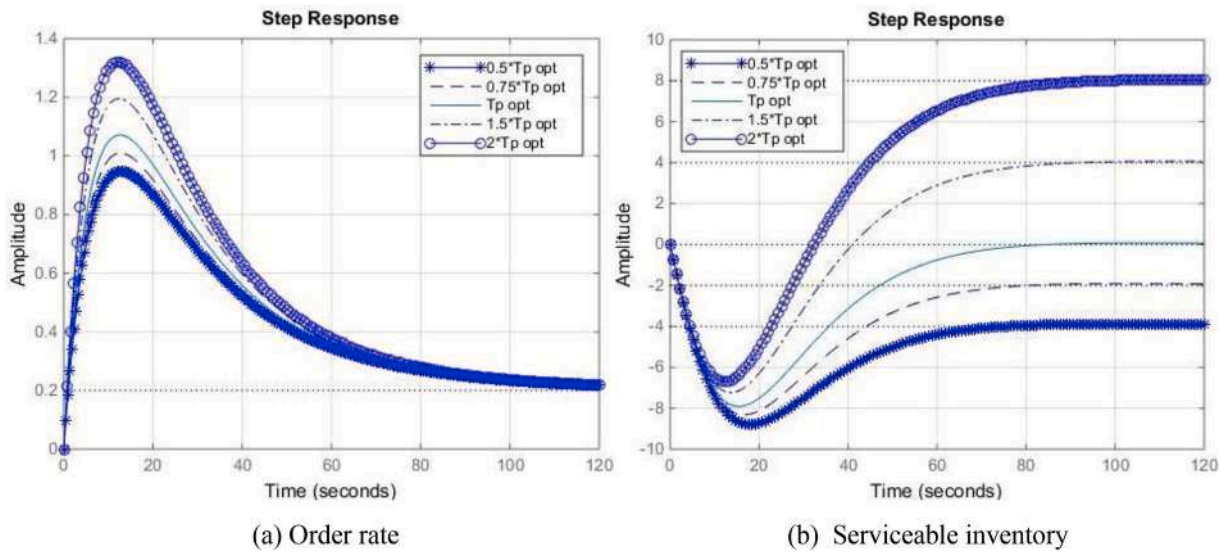 Step Response
1.4
1.2
1
0.8
0.6
0.4
0.2
0
Amplitude
0 20 40 60 80 100 120
Time (seconds)
0.5*Tp opt
0.75*Tp opt
Tp opt
1.5*Tp opt
2*Tp opt
(a) Order rate
Step Response
10
8
6
4
2
0
-2
-4
-6
-8
-10
Amplitude
0 20 40 60 80 100 120
Time (seconds)
0.5*Tp opt
0.75*Tp opt
Tp opt
1.5*Tp opt
2*Tp opt
(b) Serviceable inventory